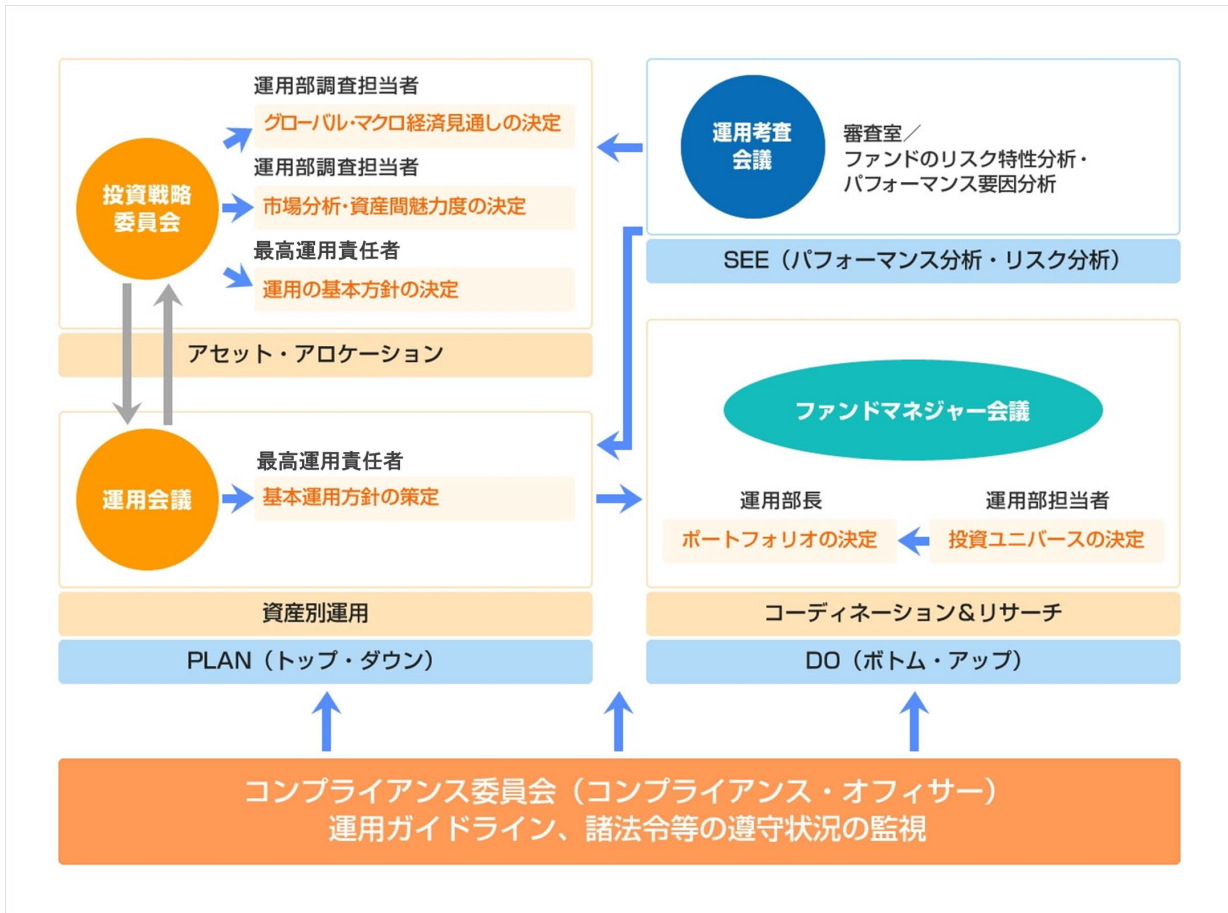 投資戦略
委員会
運用部調査担当者
グローバル・マクロ経済見通しの決定
運用部調査担当者
市場分析・資産間魅力度の決定
最高運用責任者
運用の基本方針の決定
アセット・アロケーション
運用会議
最高運用責任者
基本運用方針の策定
資産別運用
PLAN（トップ・ダウン）
運用考査
会議
審査室／
ファンドのリスク特性分析・
パフォーマンス要因分析
SEE（パフォーマンス分析・リスク分析）
ファンドマネジャー会議
運用部長
ポートフォリオの決定
運用部担当者
投資ユニバースの決定
コーディネーション＆リサーチ
DO（ボトム・アップ）
コンプライアンス委員会（コンプライアンス・オフィサー）
運用ガイドライン、諸法令等の遵守状況の監視